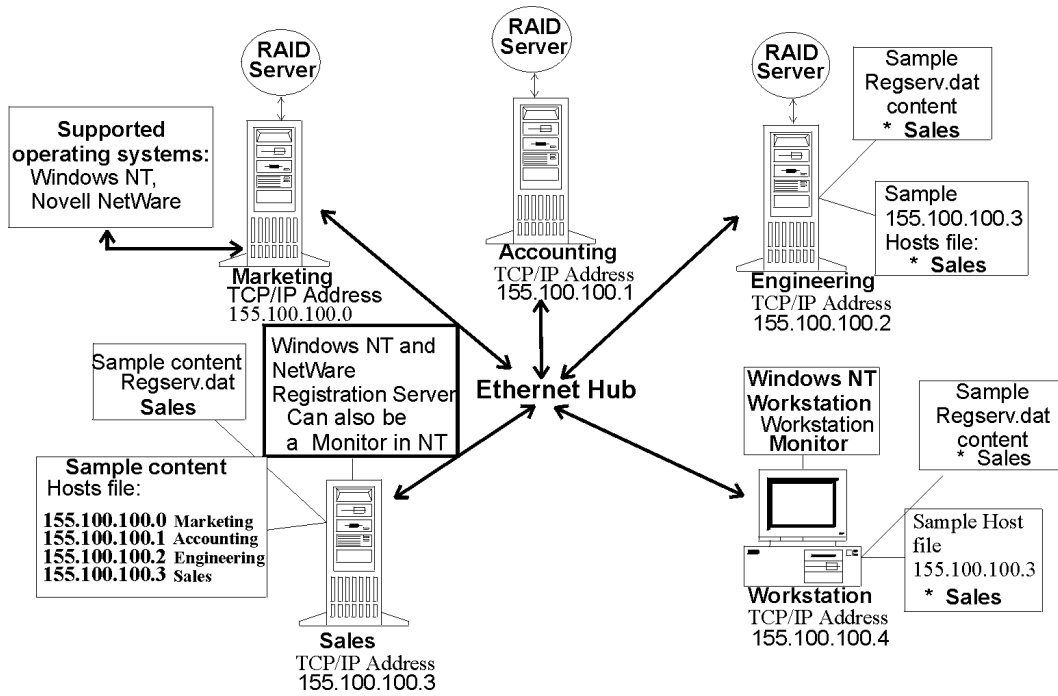 RAID
Server
RAID
Server
RAID
Server
Sample
Regserv.dat
content
* Sales
Supported
operating systems:
Windows NT,
Novell NetWare
Sample
155.100.100.3
Hosts file:
* Sales
Marketing
TCP/IP Address
155.100.100.0
Accounting
TCP/IP Address
155.100.100.1
Engineering
TCP/IP Address
155.100.100.2
Sample content
Regserv.dat
Sales
Windows NT and
NetWare
Registration Server
Can also be
a Monitor in NT
Ethernet Hub
Windows NT
Workstation
Workstation
Monitor
Sample
Regserv.dat
content
* Sales
Sample content
Hosts file:
155.100.100.0 Marketing
155.100.100.1 Accounting
155.100.100.2 Engineering
155.100.100.3 Sales
Sample Host
file
155.100.100.3
* Sales
Sales
TCP/IP Address
155.100.100.3
Workstation
TCP/IP Address
155.100.100.4